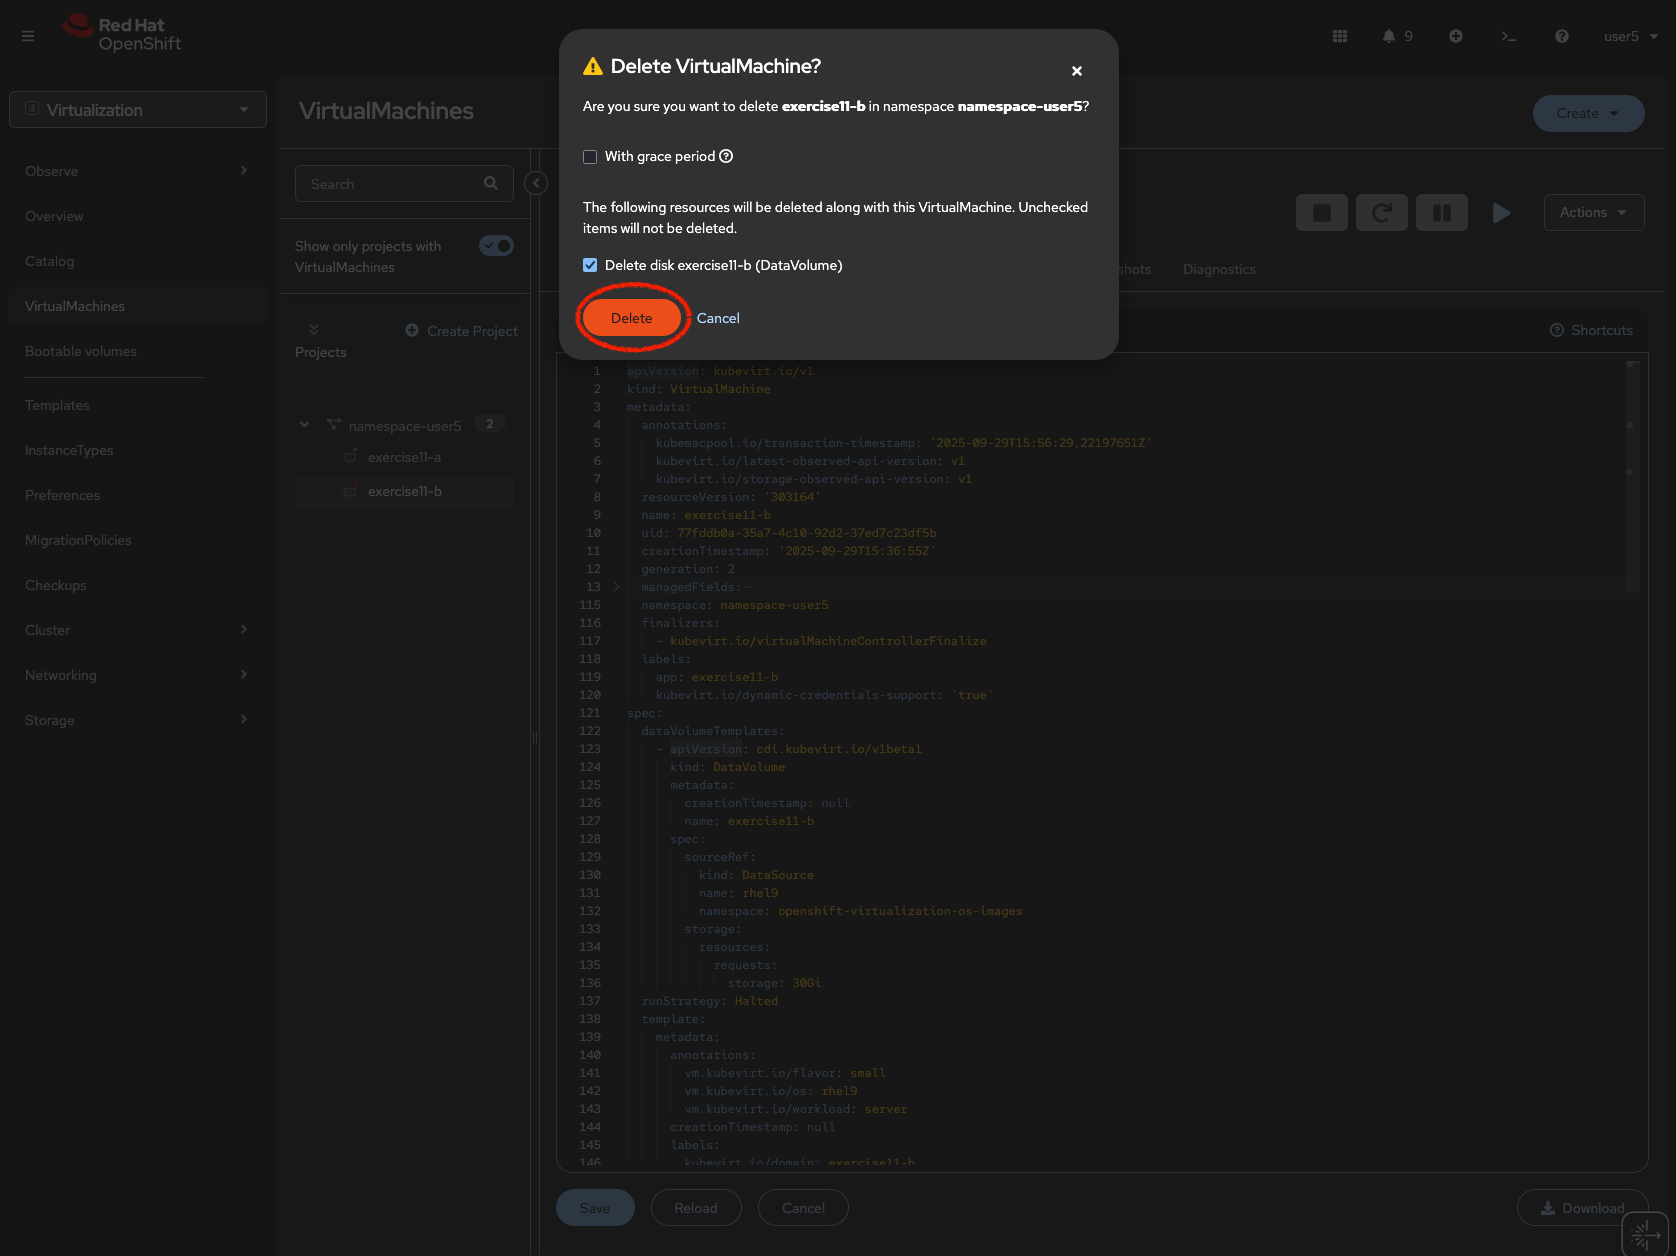 Red Hat
OpenShift
9
user5
Virtualization
Observe
Overview
Catalog
VirtualMachines
Bootable volumes
Templates
InstanceTypes
Preferences
MigrationPolicies
Checkups
Cluster
Networking
Storage
VirtualMachines
Create
Search
Show only projects with
VirtualMachines
Create Project
Projects
namespace-user5 2
exercise11-a
exercise11-b
Delete VirtualMachine?
Are you sure you want to delete exercise11-b in namespace namespace-user5?
With grace period
The following resources will be deleted along with this VirtualMachine. Unchecked
items will not be deleted.
Delete disk exercise11-b (DataVolume)
Delete Cancel
Actions
shots Diagnostics
Shortcuts
1 apiVersion: kubevirt.io/v1
2 kind: VirtualMachine
3 metadata:
4 annotations:
5 kubemacpool.io/transaction-timestamp: '2025-09-29T15:56:29.22197651Z'
6 kubevirt.io/latest-observed-api-version: v1
7 kubevirt.io/storage-observed-api-version: v1
8 resourceVersion: '303164'
9 name: exercise11-b
10 uid: 77fddb0a-35a7-4c10-92d2-37ed7c23df5b
11 creationTimestamp: '2025-09-29T15:36:55Z'
12 generation: 2
13 managedFields:
115 namespace: namespace-user5
116 finalizers:
117 - kubevirt.io/virtualMachineControllerFinalize
118 labels:
119 app: exercise11-b
120 kubevirt.io/dynamic-credentials-support: 'true'
121 spec:
122 dataVolumeTemplates:
123 - apiVersion: cdi.kubevirt.io/v1beta1
124 kind: DataVolume
125 metadata:
126 creationTimestamp: null
127 name: exercise11-b
128 spec:
129 sourceRef:
130 kind: DataSource
131 name: rhel9
132 namespace: openshift-virtualization-os-images
133 storage:
134 resources:
135 requests:
136 storage: 30Gi
137 runStrategy: Halted
138 template:
139 metadata:
140 annotations:
141 vm.kubevirt.io/flavor: small
142 vm.kubevirt.io/os: rhel9
143 vm.kubevirt.io/workload: server
144 creationTimestamp: null
145 labels:
146 kubevirt.io/domain: exercise11-b
Save Reload Cancel Download